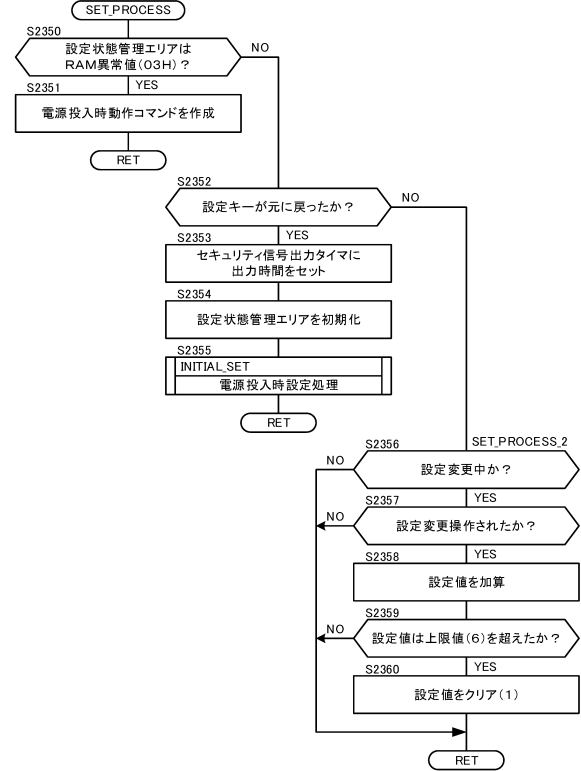 SET_PROCESS
S2350
設定状態管理エリアは
RAM異常値(03H)?
NO
YES
S2351
電源投入時動作コマンドを作成
RET
S2352
設定キーが元に戻ったか?
NO
YES
S2353
セキュリティ信号出力タイマに
出力時間をセット
S2354
設定状態管理エリアを初期化
S2355
INITIAL_SET
電源投入時設定処理
RET
SET_PROCESS_2
S2356
設定変更中か?
NO
YES
S2357
設定変更操作されたか?
NO
YES
S2358
設定値を加算
S2359
設定値は上限値(6)を超えたか?
NO
YES
S2360
設定値をクリア(1)
RET